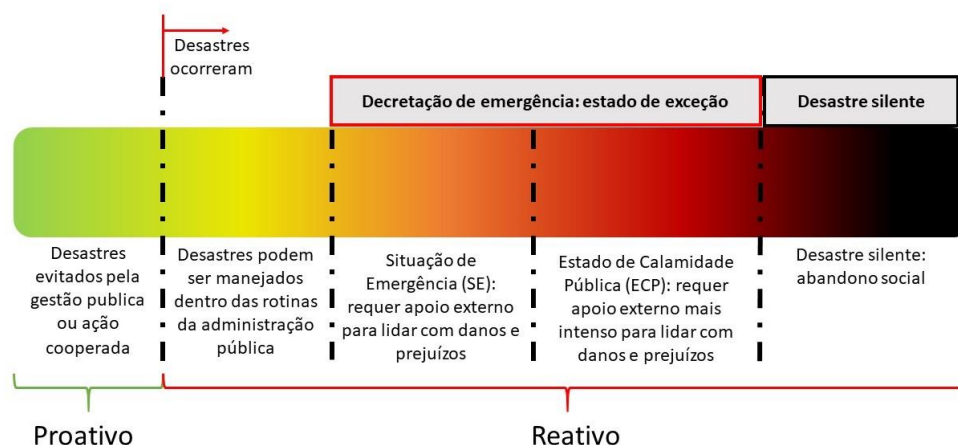 Desastres
ocorreram
Decretação de emergência: estado de exceção
Desastre silente
Desastres
evitados pela
gestão publica
ou ação
cooperada
Desastres podem
ser manejados
dentro das rotinas
da administração
pública
Situação de
Emergência (SE):
requer apoio externo
para lidar com danos e
prejuízos
Estado de Calamidade
Pública (ECP): requer
apoio externo mais
intenso para lidar com
danos e prejuízos
Desastre silente:
abandono social
Proativo
Reativo